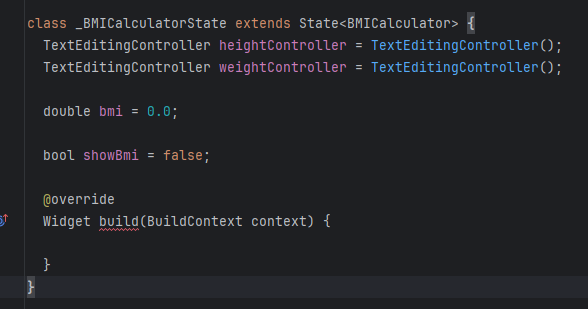 class _BMICalculatorState extends State<BMICalculator> {
  TextEditingController heightController = TextEditingController();
  TextEditingController weightController = TextEditingController();

  double bmi = 0.0;

  bool showBmi = false;

  @override
  Widget build(BuildContext context) {

  }
}